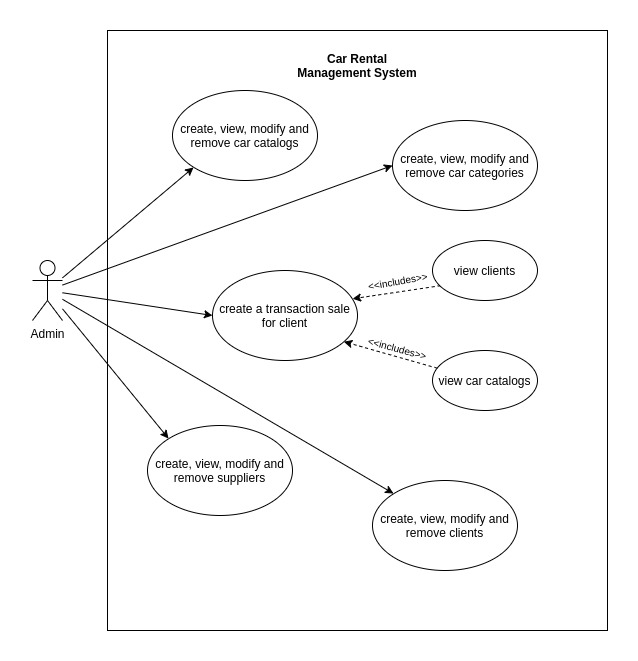 Car Rental
Management System
create, view, modify and
remove car catalogs
create, view, modify and
remove car categories
view clients
<<includes>>
create a transaction sale
for client
Admin
<<includes>>
view car catalogs
create, view, modify and
remove suppliers
create, view, modify and
remove clients